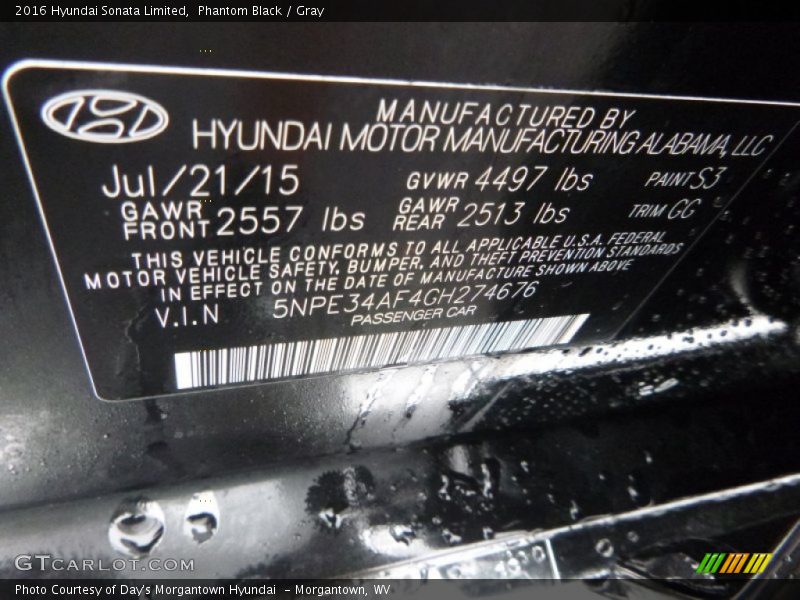 2016 Hyundai Sonata Limited,  Phantom Black / Gray
MANUFACTURED BY
HYUNDAI MOTOR MANUFACTURING ALABAMA, LLC
Jul/21/15 GVWR 4497 lbs PAINT S3
GAWR FRONT 2557 lbs GAWR REAR 2513 lbs TRIM GG
THIS VEHICLE CONFORMS TO ALL APPLICABLE U.S.A. FEDERAL
MOTOR VEHICLE SAFETY, BUMPER, AND THEFT PREVENTION STANDARDS
IN EFFECT ON THE DATE OF MANUFACTURE SHOWN ABOVE
V.I.N 5NPE34AF4GH274676
PASSENGER CAR
GTCARLOT.COM
Photo Courtesy of Day's Morgantown Hyundai  - Morgantown, WV